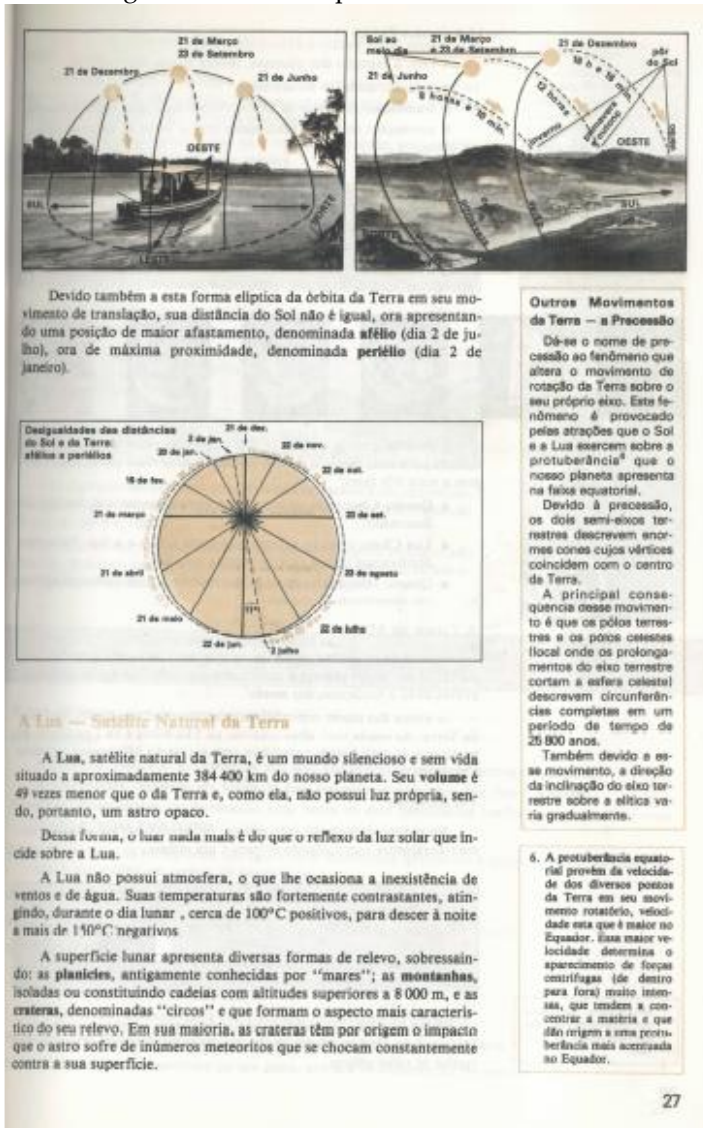 21 de Março
23 de Setembro
21 de Dezembro
21 de Junho
OESTE
SUL
NORTE
LESTE
Sol ao
meio-dia
21 de Março
e 23 de Setembro
21 de Dezembro
pôr
do Sol
21 de Junho
8 horas e 16 min.
12 horas
16 h e 16 min.
inverno
primavera
e outono
OESTE
SUL
Devido também a esta forma elíptica da órbita da Terra em seu mo-
vimento de translação, sua distância do Sol não é igual, ora apresentan-
do uma posição de maior afastamento, denominada afélio (dia 2 de ju-
lho), ora de máxima proximidade, denominada periélio (dia 2 de
janeiro).
Desigualdades das distâncias
do Sol e da Terra:
afélios e periélios
21 de dez.
2 de jan.
20 de jan.
22 de nov.
22 de out.
18 de fev.
21 de março
23 de set.
21 de abril
23 de agosto
21 de maio
22 de julho
22 de jun.
2 julho
11º
A Lua — Satélite Natural da Terra
A Lua, satélite natural da Terra, é um mundo silencioso e sem vida
situado a aproximadamente 384 400 km do nosso planeta. Seu volume é
49 vezes menor que o da Terra e, como ela, não possui luz própria, sen-
do, portanto, um astro opaco.
Dessa forma, o luar nada mais é do que o reflexo da luz solar que in-
cide sobre a Lua.
A Lua não possui atmosfera, o que lhe ocasiona a inexistência de
ventos e de água. Suas temperaturas são fortemente contrastantes, atin-
gindo, durante o dia lunar , cerca de 100°C positivos, para descer à noite
a mais de 150°C negativos
A superfície lunar apresenta diversas formas de relevo, sobressain-
do: as planícies, antigamente conhecidas por "mares"; as montanhas,
isoladas ou constituindo cadeias com altitudes superiores a 8 000 m, e as
crateras, denominadas "circos" e que formam o aspecto mais caracterís-
tico do seu relevo. Em sua maioria, as crateras têm por origem o impacto
que o astro sofre de inúmeros meteoritos que se chocam constantemente
contra a sua superfície.
Outros Movimentos
da Terra — a Precessão
Dá-se o nome de pre-
cessão ao fenômeno que
altera o movimento de
rotação da Terra sobre o
seu próprio eixo. Este fe-
nômeno é provocado
pelas atrações que o Sol
e a Lua exercem sobre a
protuberância⁶ que o
nosso planeta apresenta
na faixa equatorial.
Devido à precessão,
os dois semi-eixos ter-
restres descrevem enor-
mes cones cujos vértices
coincidem com o centro
da Terra.
A principal conse-
qüência desse movimen-
to é que os pólos terres-
tres e os pólos celestes
(local onde os prolonga-
mentos do eixo terrestre
cortam a esfera celeste)
descrevem circunferên-
cias completas em um
período de tempo de
25 800 anos.
Também devido a es-
se movimento, a direção
da inclinação do eixo ter-
restre sobre a elítica va-
ria gradualmente.
6. A protuberância equato-
rial provém da velocida-
de dos diversos pontos
da Terra em seu movi-
mento rotatório, veloci-
dade esta que é maior no
Equador. Essa maior ve-
locidade determina o
aparecimento de forças
centrífugas (de dentro
para fora) muito inten-
sas, que tendem a con-
centrar a matéria e que
dão origem a uma protu-
berância mais acentuada
no Equador.
27